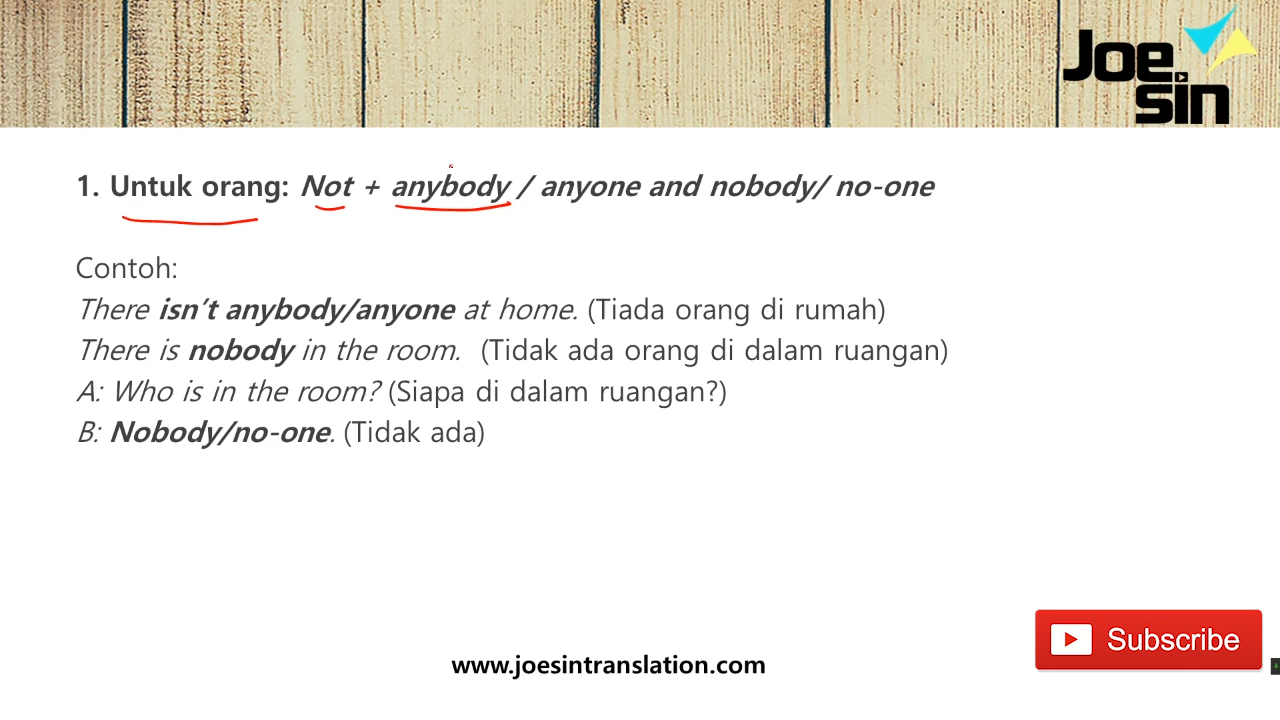 Joe
sin
1. Untuk orang: Not + anybody / anyone and nobody/ no-one
Contoh:
There isn’t anybody/anyone at home. (Tiada orang di rumah)
There is nobody in the room. (Tidak ada orang di dalam ruangan)
A: Who is in the room? (Siapa di dalam ruangan?)
B: Nobody/no-one. (Tidak ada)
Subscribe
www.joesintranslation.com